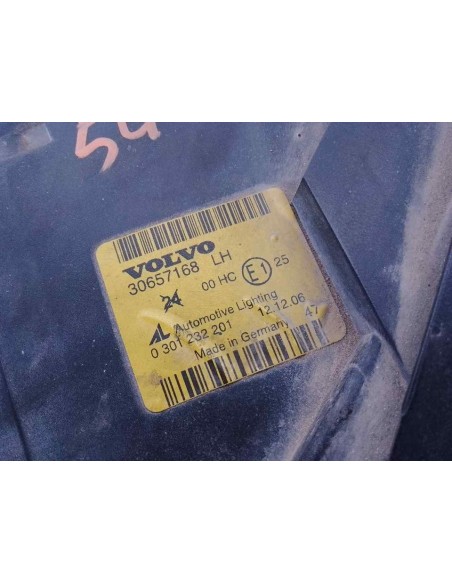 54
VOLVO
30657168 LH
24 00 HC E1 25
AL Automotive Lighting
0 301 232 201 12.12.06
Made in Germany 47